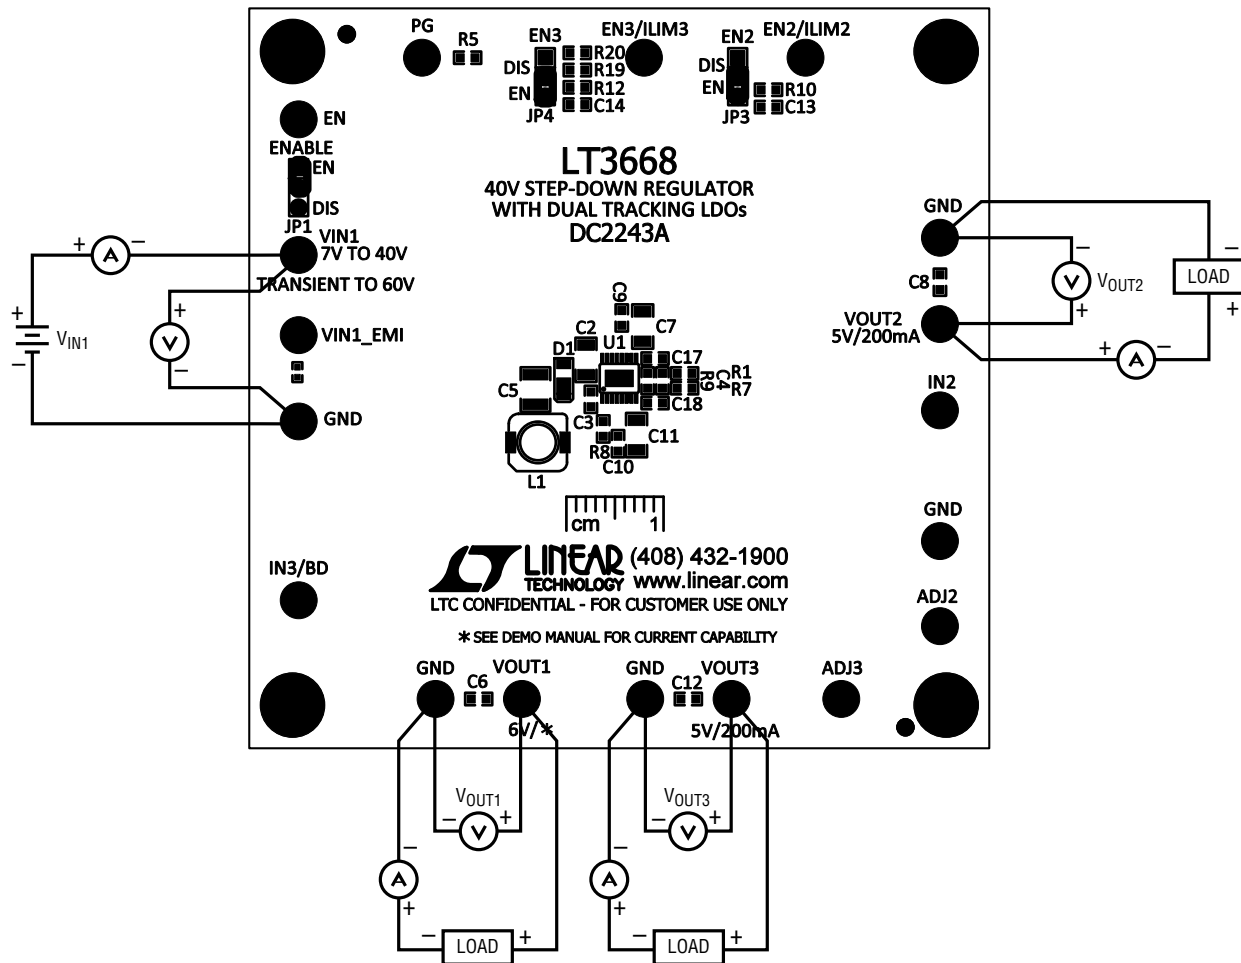 PG
R5
EN3
DIS
EN
JP4
R20
R19
R12
C14
EN3/ILIM3
EN2
DIS
EN
JP3
EN2/ILIM2
R10
C13
EN
ENABLE
EN
DIS
JP1
VIN1
7V TO 40V
TRANSIENT TO 60V
VIN1_EMI
GND
+ A −
+
VIN1
−
+
V
−
LT3668
40V STEP-DOWN REGULATOR
WITH DUAL TRACKING LDOs
DC2243A
GND
C8
VOUT2
5V/200mA
−
V
+
VOUT2
−
LOAD
+
+ A −
IN2
GND
ADJ2
C9
C2
U1
C7
D1
C17
C5
R1
R9
C4
R7
C3
C18
R8
C10
C11
L1
cm 1
LINEAR
TECHNOLOGY
(408) 432-1900
www.linear.com
LTC CONFIDENTIAL - FOR CUSTOMER USE ONLY
* SEE DEMO MANUAL FOR CURRENT CAPABILITY
IN3/BD
GND
C6
VOUT1
6V/*
GND
C12
VOUT3
5V/200mA
ADJ3
VOUT1
− V +
−
A
+
− LOAD +
VOUT3
− V +
−
A
+
− LOAD +